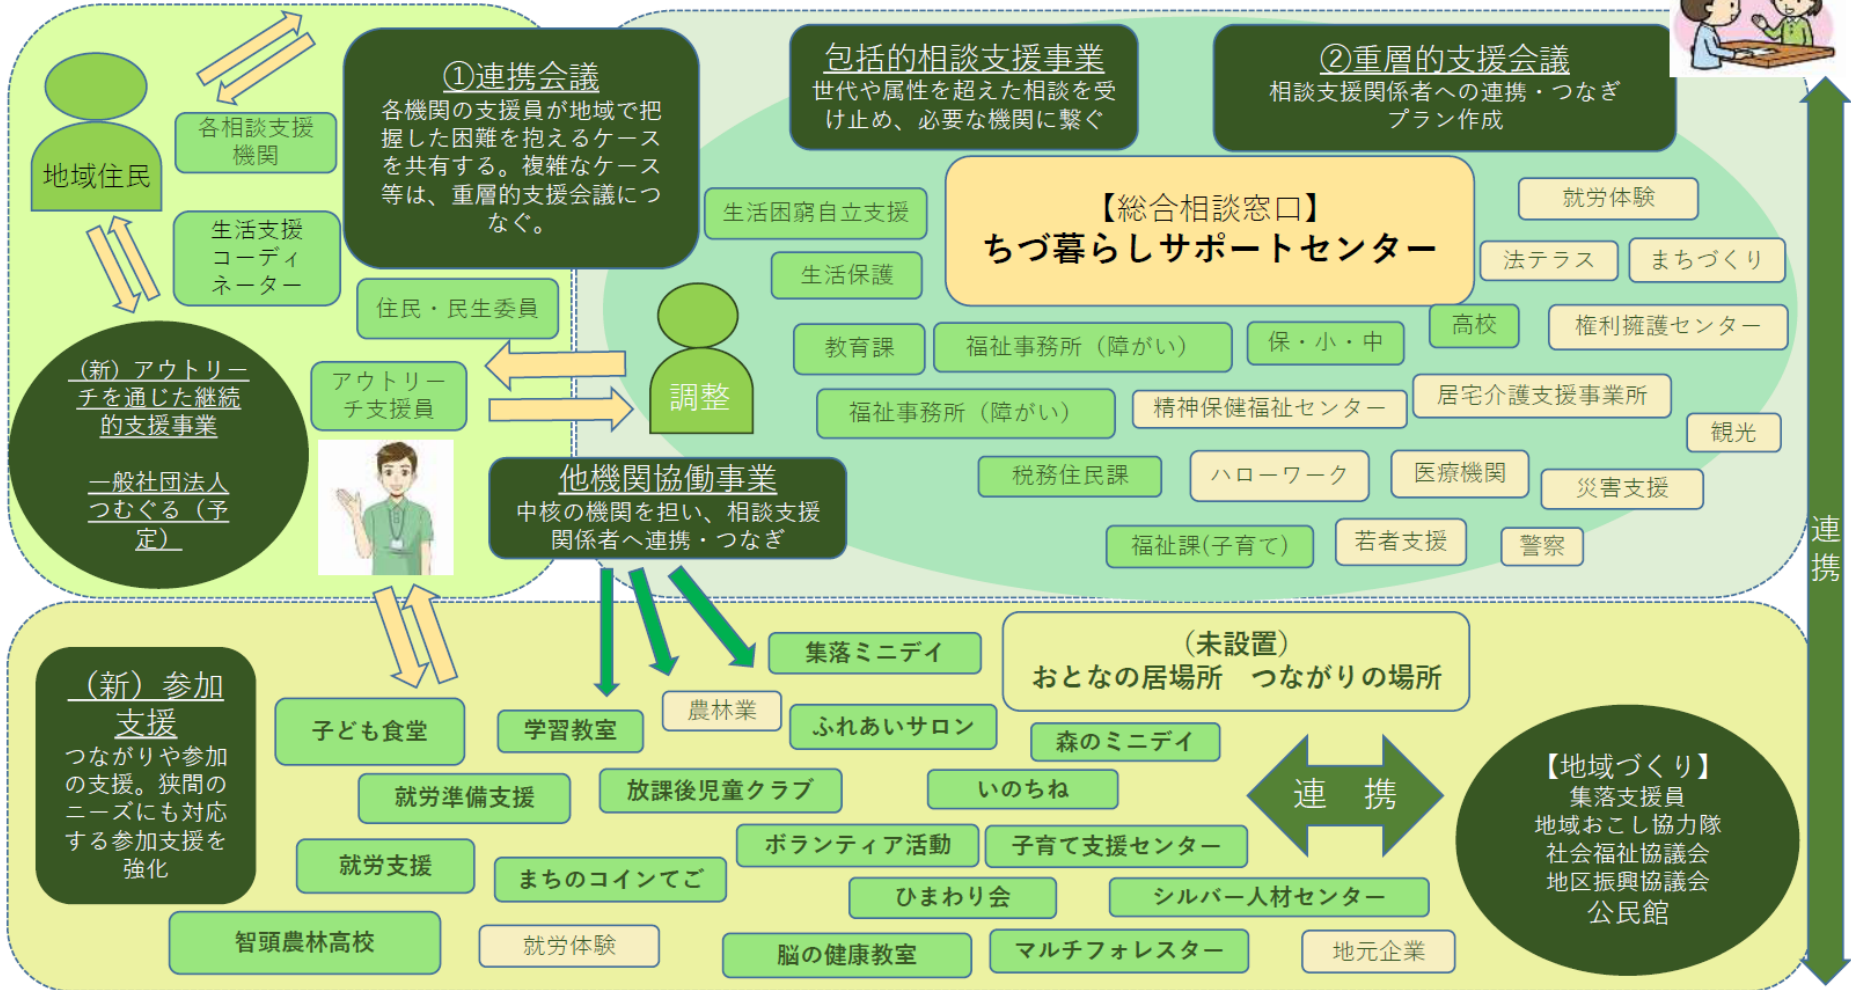 地域住民
各相談支援
機関
生活支援
コーディ
ネーター
①連携会議
各機関の支援員が地域で把
握した困難を抱えるケース
を共有する。複雑なケース
等は、重層的支援会議につ
なぐ。
住民・民生委員
アウトリー
チ支援員
（新）アウトリー
チを通じた継続
的支援事業
一般社団法人
つむぐる（予
定）
包括的相談支援事業
世代や属性を超えた相談を受
け止め、必要な機関に繋ぐ
②重層的支援会議
相談支援関係者への連携・つなぎ
プラン作成
【総合相談窓口】
ちづ暮らしサポートセンター
生活困窮自立支援
生活保護
調整
教育課
福祉事務所（障がい）
保・小・中
高校
就労体験
法テラス
まちづくり
権利擁護センター
福祉事務所（障がい）
精神保健福祉センター
居宅介護支援事業所
観光
税務住民課
ハローワーク
医療機関
災害支援
福祉課(子育て)
若者支援
警察
他機関協働事業
中核の機関を担い、相談支援
関係者へ連携・つなぎ
連
携
（新）参加
支援
つながりや参加
の支援。狭間の
ニーズにも対応
する参加支援を
強化
集落ミニデイ
（未設置）
おとなの居場所　つながりの場所
子ども食堂
学習教室
農林業
ふれあいサロン
森のミニデイ
就労準備支援
放課後児童クラブ
いのちね
連　携
就労支援
まちのコインてご
ボランティア活動
子育て支援センター
ひまわり会
シルバー人材センター
智頭農林高校
就労体験
脳の健康教室
マルチフォレスター
地元企業
【地域づくり】
集落支援員
地域おこし協力隊
社会福祉協議会
地区振興協議会
公民館